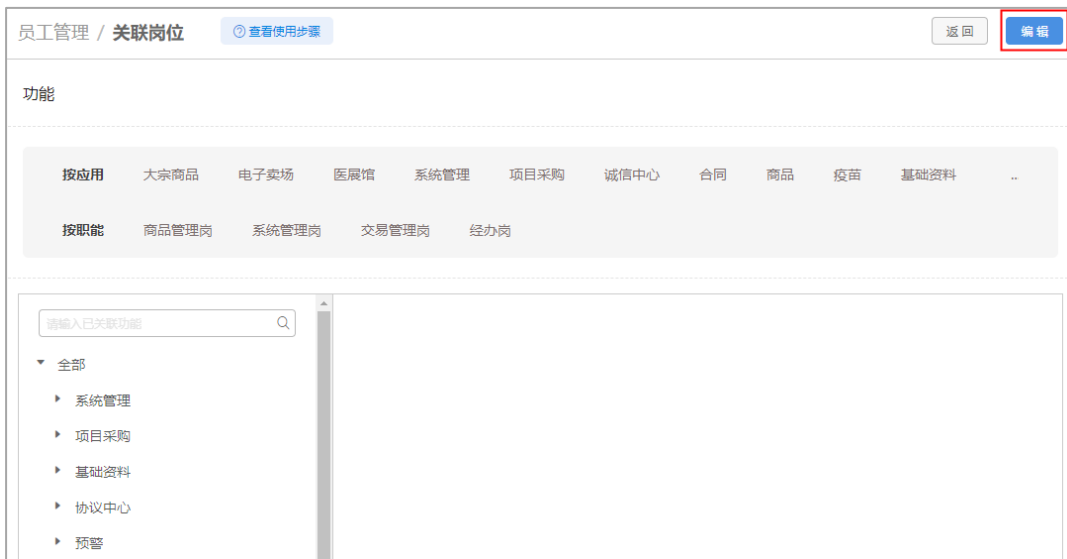 员工管理 / 关联岗位 查看使用步骤 返回 编辑
功能
按应用 大宗商品 电子卖场 医展馆 系统管理 项目采购 诚信中心 合同 商品 疫苗 基础资料 ..
按职能 商品管理岗 系统管理岗 交易管理岗 经办岗
请输入已关联功能
全部
系统管理
项目采购
基础资料
协议中心
预警